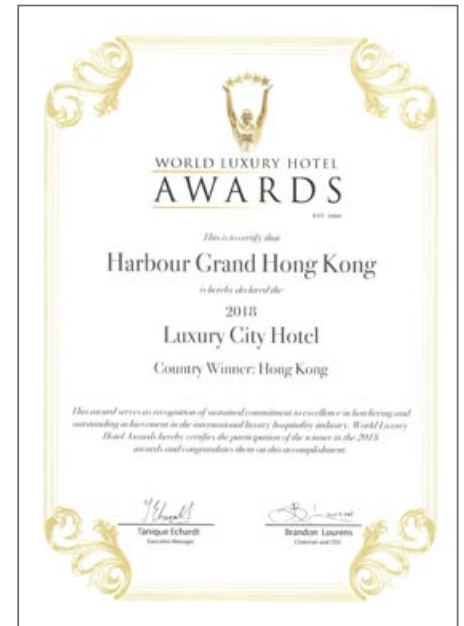 WORLD LUXURY HOTEL
AWARDS
EST. 2006
This is to certify that
Harbour Grand Hong Kong
is hereby declared the
2018
Luxury City Hotel
Country Winner: Hong Kong
This award serves as recognition of sustained commitment to excellence in hoteliering and
outstanding achievement in the international luxury hospitality industry. World Luxury
Hotel Awards hereby certifies the participation of the winner in the 2018
awards and congratulates them on this accomplishment.
Tanique Echardt
Brandon Lourens
Executive Manager
Chairman and CEO